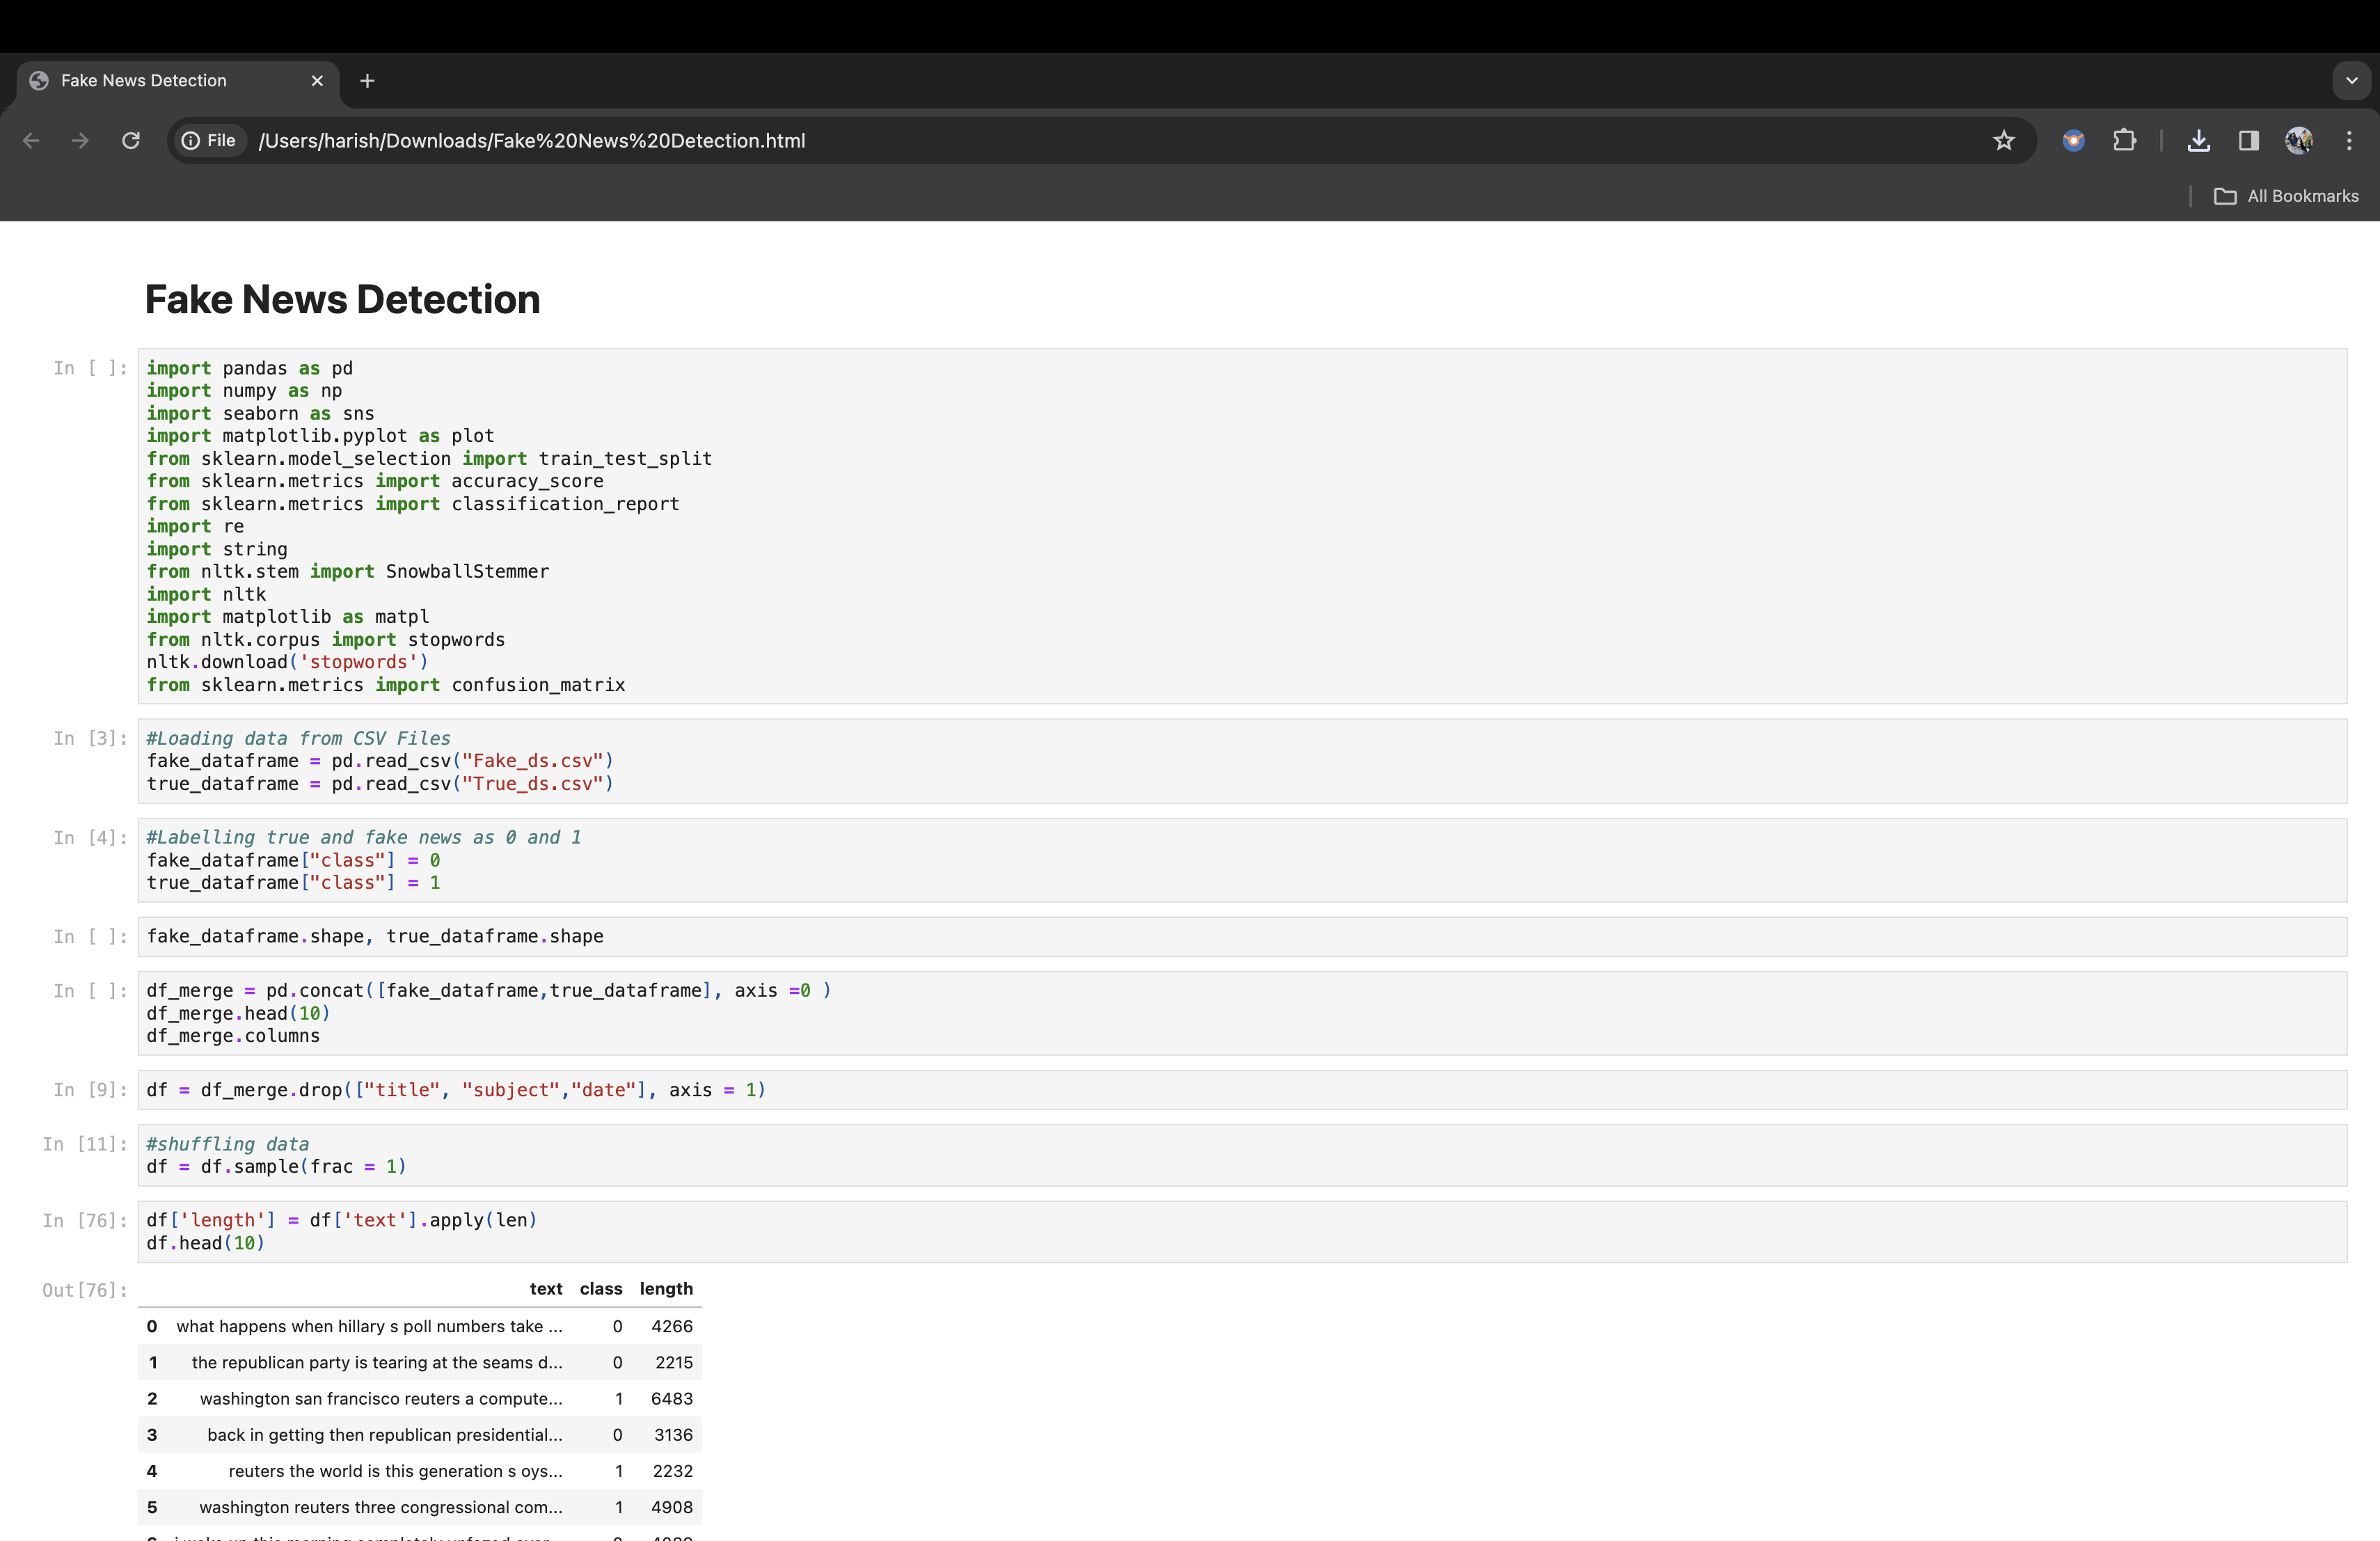 Fake News Detection
File /Users/harish/Downloads/Fake%20News%20Detection.html
All Bookmarks
Fake News Detection
In [ ]:
import pandas as pd
import numpy as np
import seaborn as sns
import matplotlib.pyplot as plot
from sklearn.model_selection import train_test_split
from sklearn.metrics import accuracy_score
from sklearn.metrics import classification_report
import re
import string
from nltk.stem import SnowballStemmer
import nltk
import matplotlib as matpl
from nltk.corpus import stopwords
nltk.download('stopwords')
from sklearn.metrics import confusion_matrix
In [3]:
#Loading data from CSV Files
fake_dataframe = pd.read_csv("Fake_ds.csv")
true_dataframe = pd.read_csv("True_ds.csv")
In [4]:
#Labelling true and fake news as 0 and 1
fake_dataframe["class"] = 0
true_dataframe["class"] = 1
In [ ]:
fake_dataframe.shape, true_dataframe.shape
In [ ]:
df_merge = pd.concat([fake_dataframe,true_dataframe], axis =0 )
df_merge.head(10)
df_merge.columns
In [9]:
df = df_merge.drop(["title", "subject","date"], axis = 1)
In [11]:
#shuffling data
df = df.sample(frac = 1)
In [76]:
df['length'] = df['text'].apply(len)
df.head(10)
Out[76]:
text class length
0 what happens when hillary s poll numbers take ... 0 4266
1 the republican party is tearing at the seams d... 0 2215
2 washington san francisco reuters a compute... 1 6483
3 back in getting then republican presidential... 0 3136
4 reuters the world is this generation s oys... 1 2232
5 washington reuters three congressional com... 1 4908